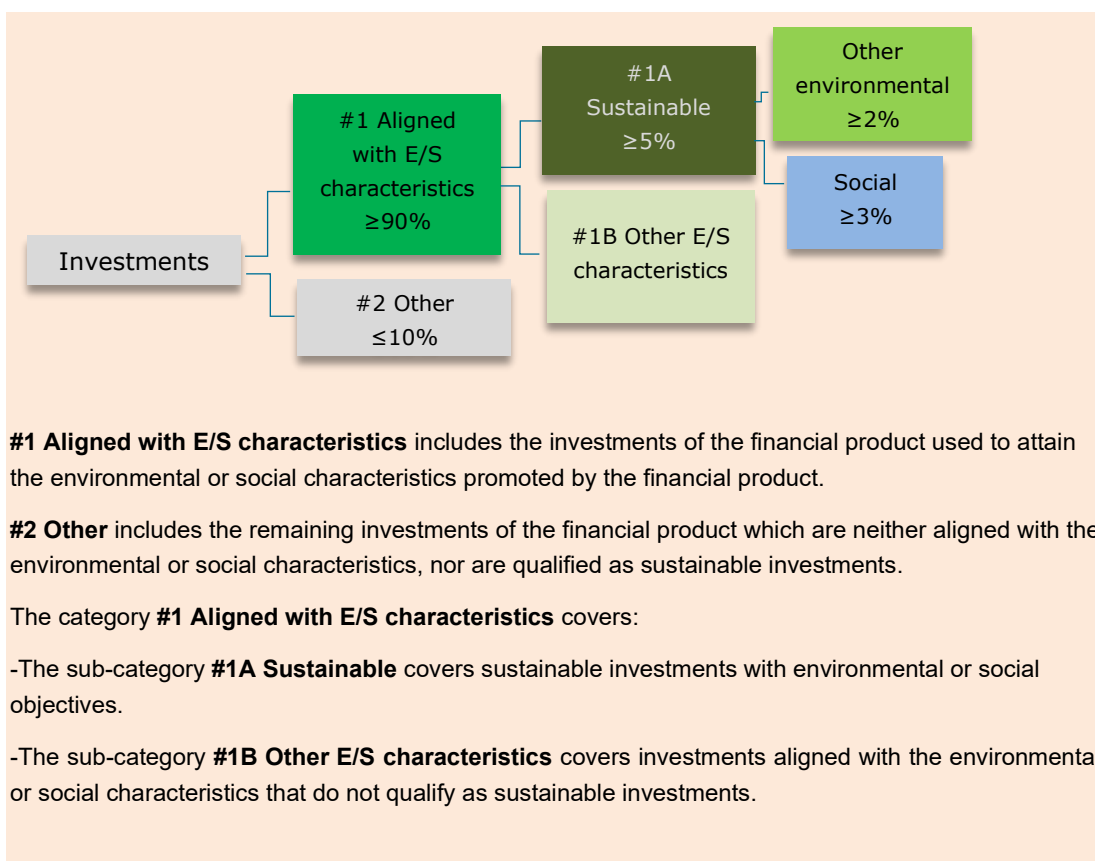 Investments
#1 Aligned
with E/S
characteristics
≥90%
#2 Other
≤10%
#1A
Sustainable
≥5%
#1B Other E/S
characteristics
Other
environmental
≥2%
Social
≥3%
#1 Aligned with E/S characteristics includes the investments of the financial product used to attain
the environmental or social characteristics promoted by the financial product.
#2 Other includes the remaining investments of the financial product which are neither aligned with the
environmental or social characteristics, nor are qualified as sustainable investments.
The category #1 Aligned with E/S characteristics covers:
-The sub-category #1A Sustainable covers sustainable investments with environmental or social
objectives.
-The sub-category #1B Other E/S characteristics covers investments aligned with the environmenta
or social characteristics that do not qualify as sustainable investments.